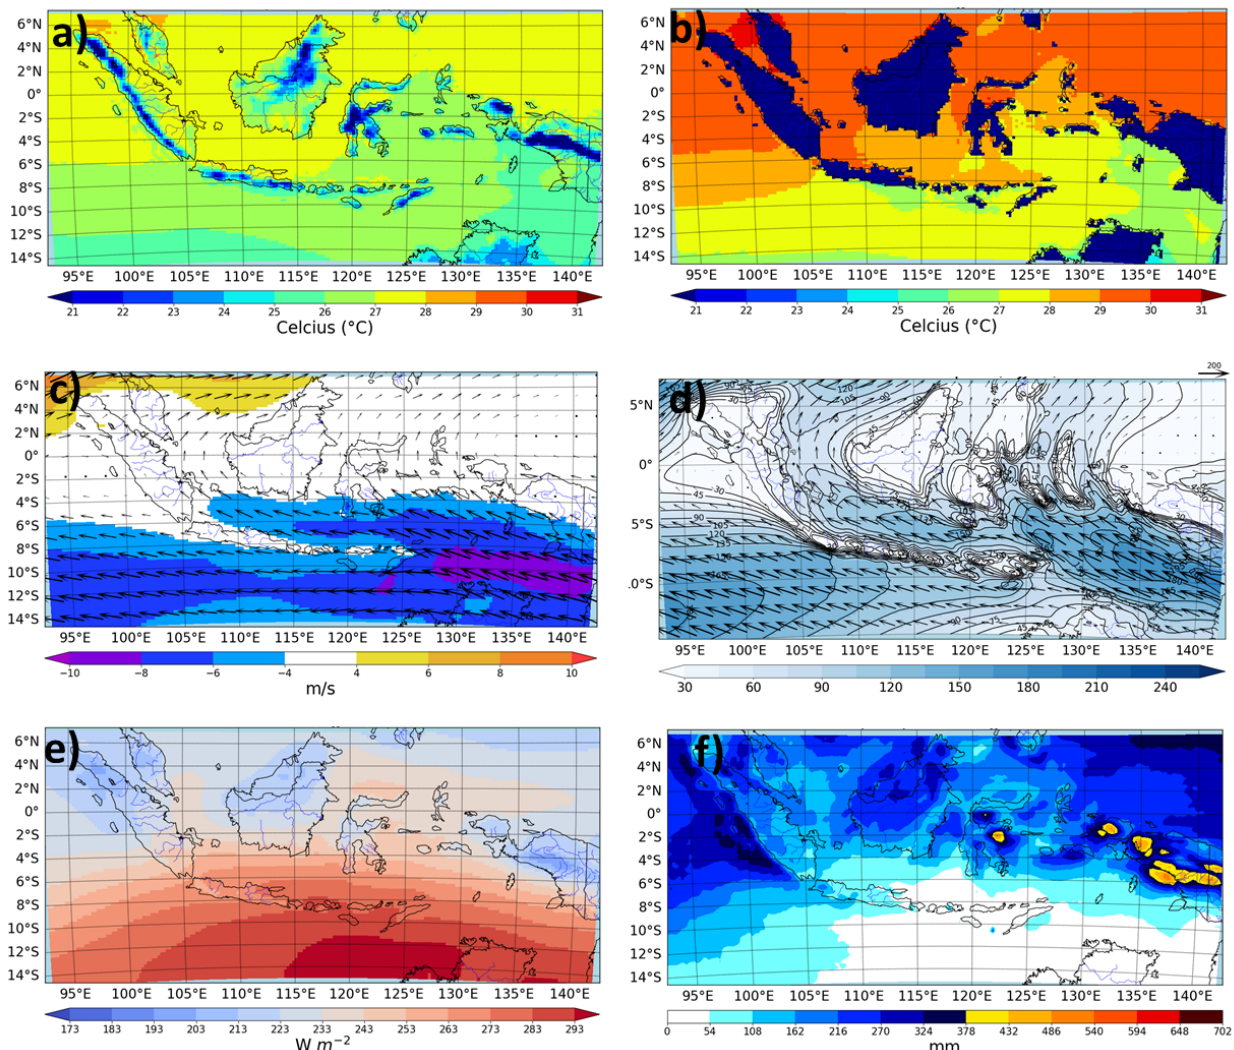 a)
6°N
4°N
2°N
0°
2°S
4°S
6°S
8°S
10°S
12°S
14°S
95°E 100°E 105°E 110°E 115°E 120°E 125°E 130°E 135°E 140°E
21 22 23 24 25 26 27 28 29 30 31
Celcius (°C)
b)
6°N
4°N
2°N
0°
2°S
4°S
6°S
8°S
10°S
12°S
14°S
95°E 100°E 105°E 110°E 115°E 120°E 125°E 130°E 135°E 140°E
21 22 23 24 25 26 27 28 29 30 31
Celcius (°C)
c)
6°N
4°N
2°N
0°
2°S
4°S
6°S
8°S
10°S
12°S
14°S
95°E 100°E 105°E 110°E 115°E 120°E 125°E 130°E 135°E 140°E
−10 −8 −6 −4 4 6 8 10
m/s
d)
200
5°N
0°
5°S
.0°S
95°E 100°E 105°E 110°E 115°E 120°E 125°E 130°E 135°E 140°E
30 60 90 120 150 180 210 240
e)
6°N
4°N
2°N
0°
2°S
4°S
6°S
8°S
10°S
12°S
14°S
95°E 100°E 105°E 110°E 115°E 120°E 125°E 130°E 135°E 140°E
173 183 193 203 213 223 233 243 253 263 273 283 293
W m⁻²
f)
6°N
4°N
2°N
0°
2°S
4°S
6°S
8°S
10°S
12°S
14°S
95°E 100°E 105°E 110°E 115°E 120°E 125°E 130°E 135°E 140°E
0 54 108 162 216 270 324 378 432 486 540 594 648 702
mm